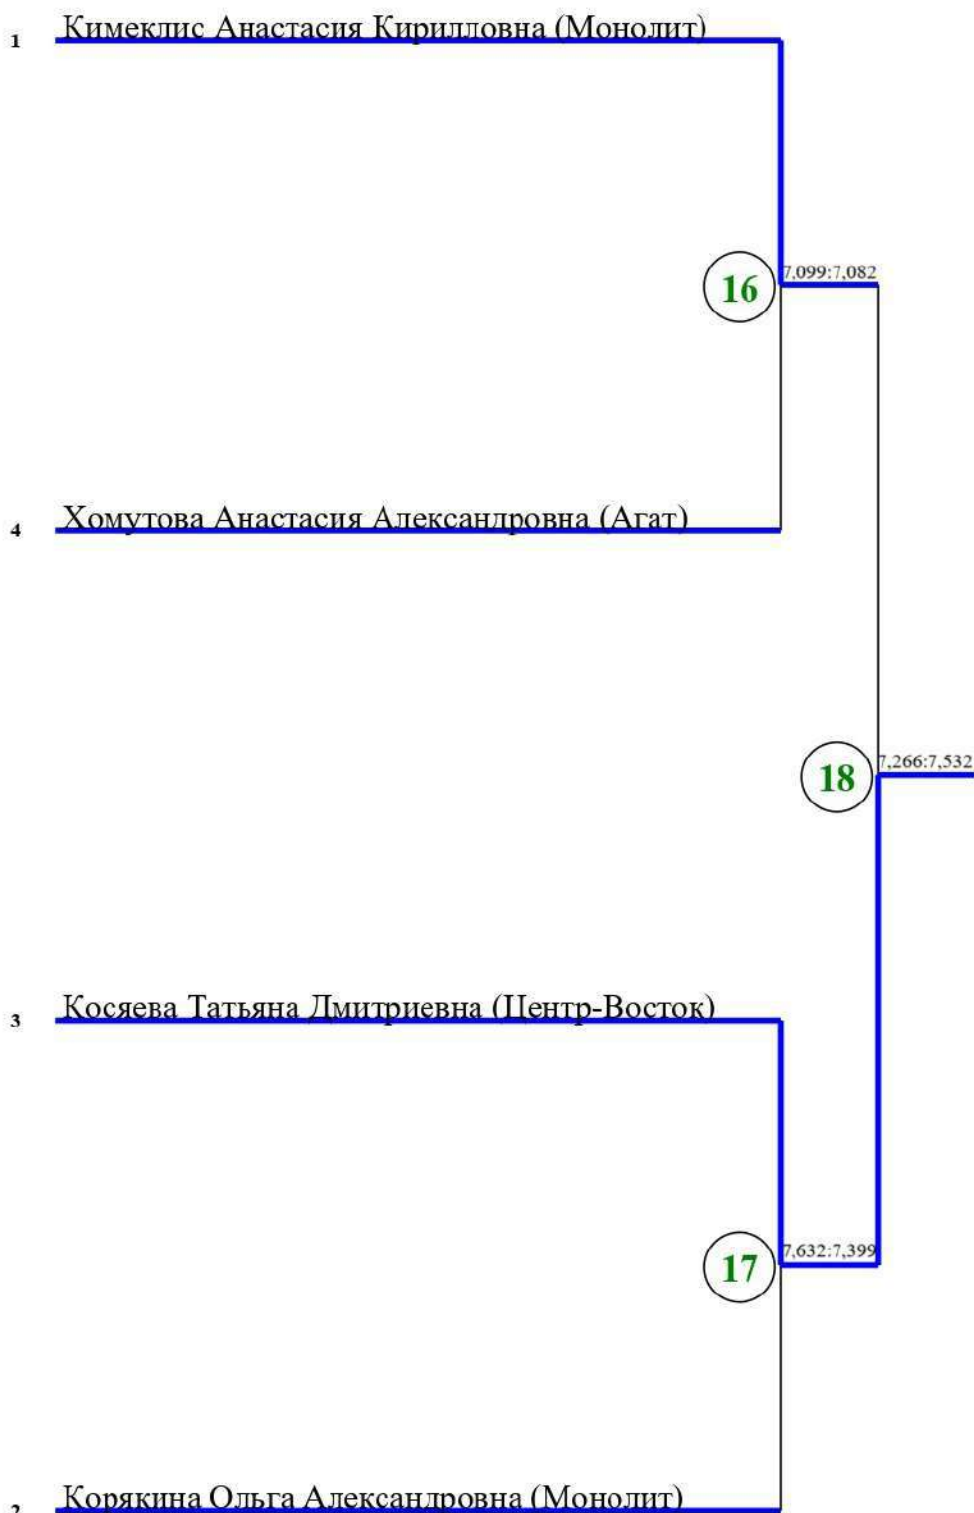 1 Кимеклис Анастасия Кирилловна (Монолит)
16 7,099:7,082
4 Хомутова Анастасия Александровна (Агат)
18 7,266:7,532
3 Косяева Татьяна Дмитриевна (Центр-Восток)
17 7,632:7,399
2 Корякина Ольга Александровна (Монолит)